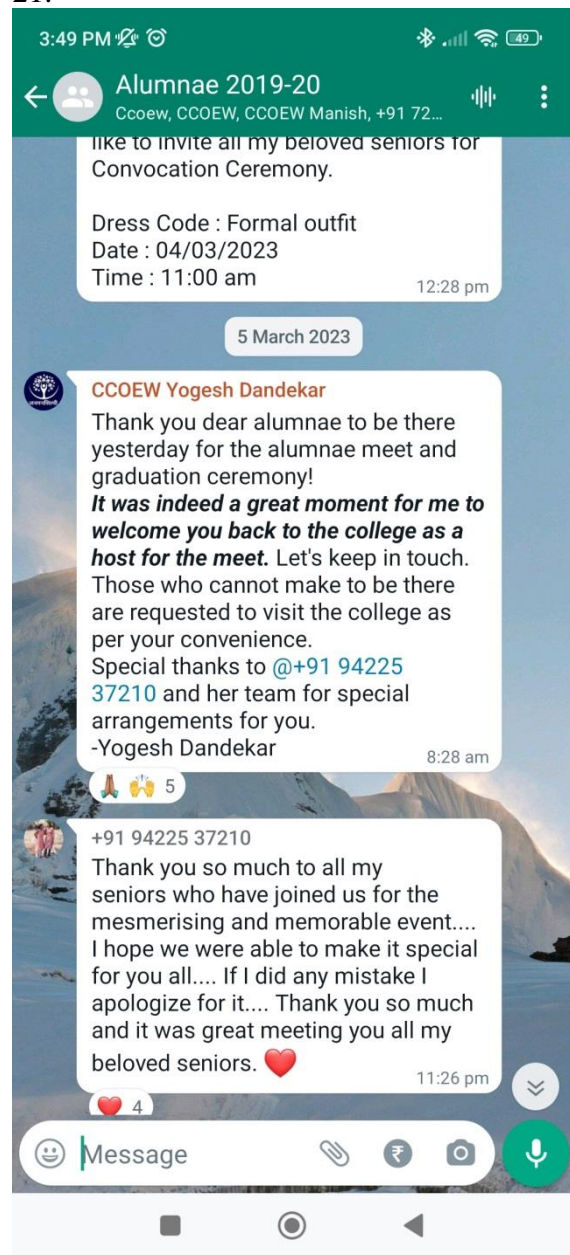 21.
3:49 PM
49
Alumnae 2019-20
Ccoew, CCOEW, CCOEW Manish, +91 72...
like to invite all my beloved seniors for
Convocation Ceremony.
Dress Code : Formal outfit
Date : 04/03/2023
Time : 11:00 am
12:28 pm
5 March 2023
CCOEW Yogesh Dandekar
Thank you dear alumnae to be there
yesterday for the alumnae meet and
graduation ceremony!
It was indeed a great moment for me to
welcome you back to the college as a
host for the meet. Let's keep in touch.
Those who cannot make to be there
are requested to visit the college as
per your convenience.
Special thanks to @+91 94225
37210 and her team for special
arrangements for you.
-Yogesh Dandekar
8:28 am
🙏🏽 🙌 5
+91 94225 37210
Thank you so much to all my
seniors who have joined us for the
mesmerising and memorable event....
I hope we were able to make it special
for you all.... If I did any mistake I
apologize for it.... Thank you so much
and it was great meeting you all my
beloved seniors. ❤️
11:26 pm
❤️ 4
Message
₹